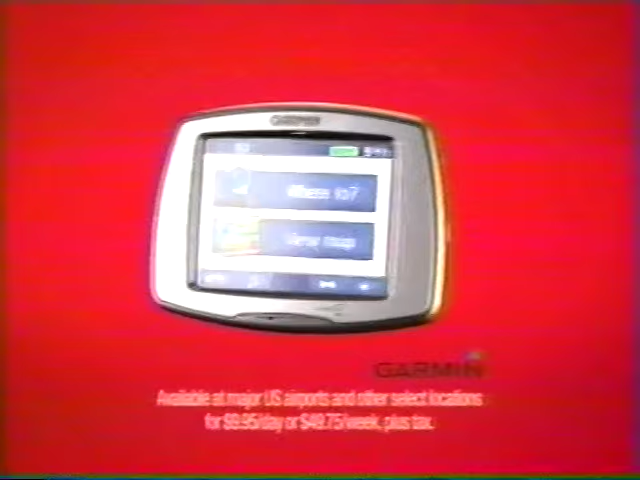 GARMIN
Where to?
View map
GARMIN
Available at major US airports and other select locations
for $9.95/day or $49.75/week, plus tax.